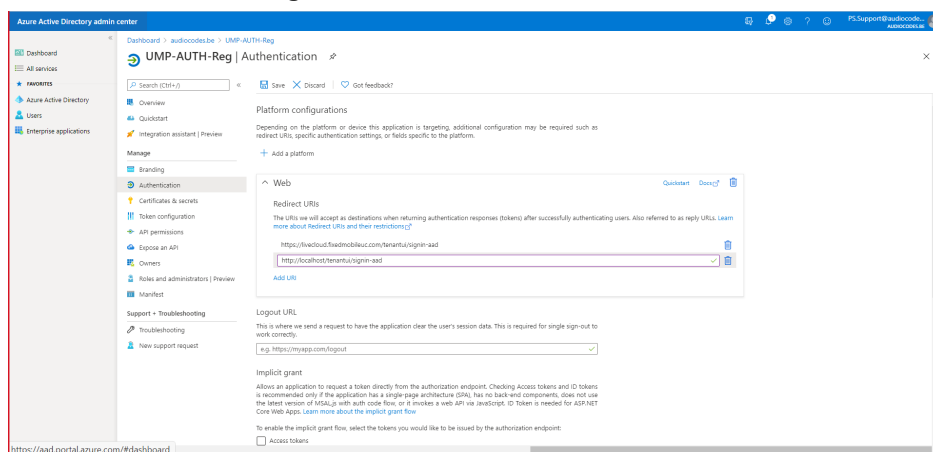 Azure Active Directory admin center
PS.Support@audiocode...
AUDIOCODES.BE
Dashboard
All services
FAVORITES
Azure Active Directory
Users
Enterprise applications
Dashboard > audiocodes.be > UMP-AUTH-Reg
UMP-AUTH-Reg | Authentication
Search (Ctrl+/)
Overview
Quickstart
Integration assistant | Preview
Manage
Branding
Authentication
Certificates & secrets
Token configuration
API permissions
Expose an API
Owners
Roles and administrators | Preview
Manifest
Support + Troubleshooting
Troubleshooting
New support request
Save Discard Got feedback?
Platform configurations
Depending on the platform or device this application is targeting, additional configuration may be required such as
redirect URIs, specific authentication settings, or fields specific to the platform.
Add a platform
Web Quickstart Docs
Redirect URIs
The URIs we will accept as destinations when returning authentication responses (tokens) after successfully authenticating users. Also referred to as reply URLs. Learn
more about Redirect URIs and their restrictions
https://livecloud.fixedmobileuc.com/tenantui/signin-aad
http://localhost/tenantui/signin-aad
Add URI
Logout URL
This is where we send a request to have the application clear the user's session data. This is required for single sign-out to
work correctly.
e.g. https://myapp.com/logout
Implicit grant
Allows an application to request a token directly from the authorization endpoint. Checking Access tokens and ID tokens
is recommended only if the application has a single-page architecture (SPA), has no back-end components, does not use
the latest version of MSAL.js with auth code flow, or it invokes a web API via JavaScript. ID Token is needed for ASP.NET
Core Web Apps. Learn more about the implicit grant flow
To enable the implicit grant flow, select the tokens you would like to be issued by the authorization endpoint:
Access tokens
https://aad.portal.azure.com/#dashboard